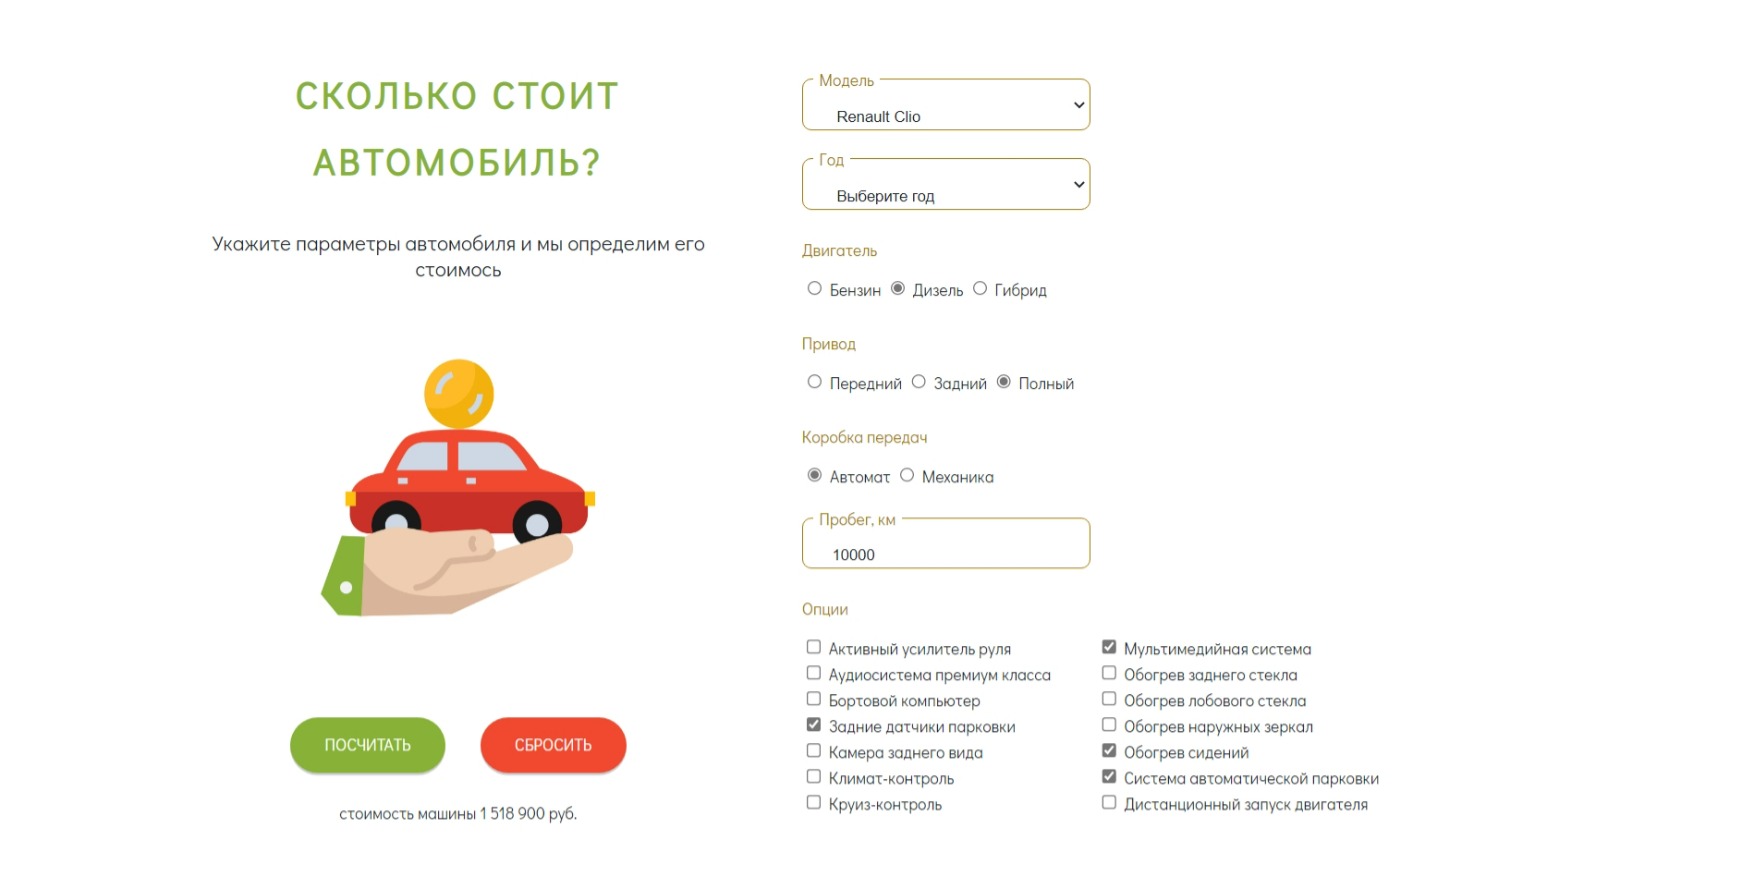 СКОЛЬКО СТОИТ
АВТОМОБИЛЬ?
Укажите параметры автомобиля и мы определим его
стоимось
ПОСЧИТАТЬ
СБРОСИТЬ
стоимость машины 1 518 900 руб.
Модель
Renault Clio
Год
Выберите год
Двигатель
Бензин Дизель Гибрид
Привод
Передний Задний Полный
Коробка передач
Автомат Механика
Пробег, км
10000
Опции
Активный усилитель руля
Аудиосистема премиум класса
Бортовой компьютер
Задние датчики парковки
Камера заднего вида
Климат-контроль
Круиз-контроль
Мультимедийная система
Обогрев заднего стекла
Обогрев лобового стекла
Обогрев наружных зеркал
Обогрев сидений
Система автоматической парковки
Дистанционный запуск двигателя